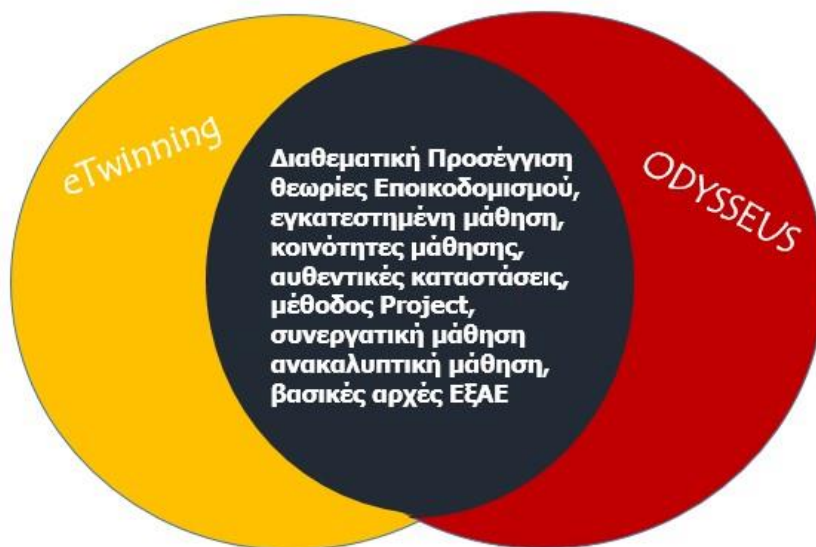 eTwinning
Διαθεματική Προσέγγιση
θεωρίες Εποικοδομισμού,
εγκατεστημένη μάθηση,
κοινότητες μάθησης,
αυθεντικές καταστάσεις,
μέθοδος Project,
συνεργατική μάθηση
ανακαλυπτική μάθηση,
βασικές αρχές ΕξΑΕ
ODYSSEUS